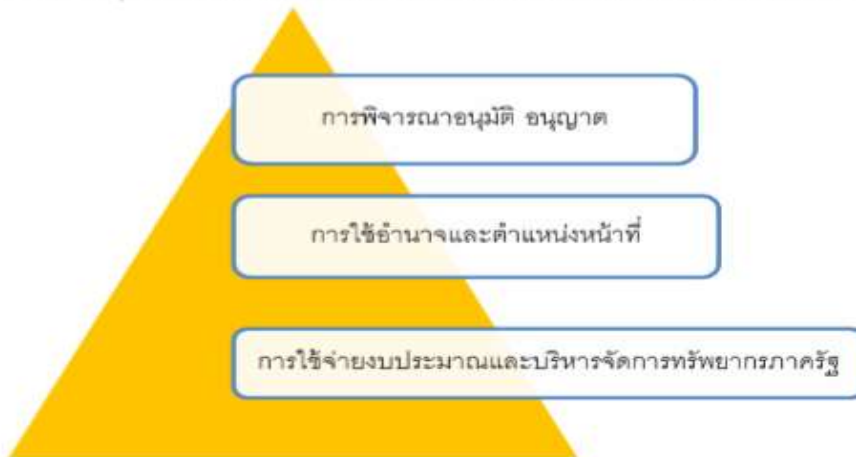 การพิจารณาอนุมัติ อนุญาต
การใช้อำนาจและตำแหน่งหน้าที่
การใช้จ่ายงบประมาณและบริหารจัดการทรัพยากรภาครัฐ